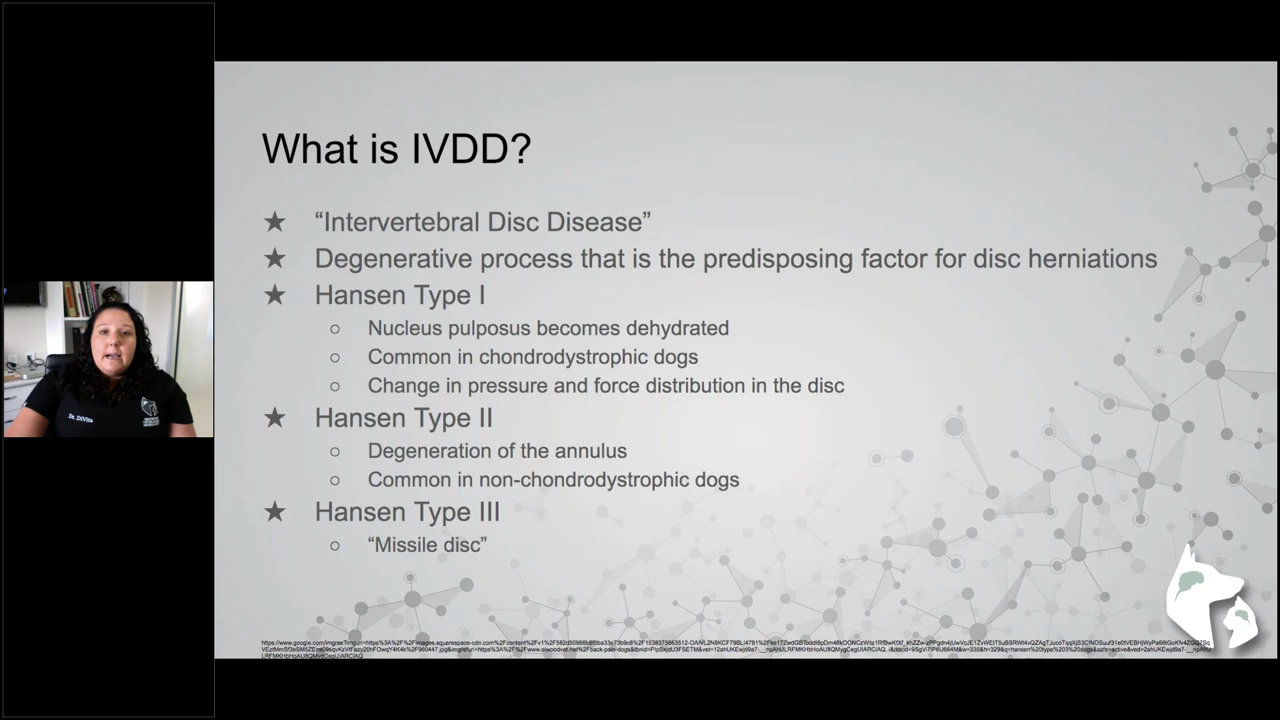 What is IVDD?
★ “Intervertebral Disc Disease”
★ Degenerative process that is the predisposing factor for disc herniations
★ Hansen Type I
○ Nucleus pulposus becomes dehydrated
○ Common in chondrodystrophic dogs
○ Change in pressure and force distribution in the disc
★ Hansen Type II
○ Degeneration of the annulus
○ Common in non-chondrodystrophic dogs
★ Hansen Type III
○ “Missile disc”
Dr. DiVita